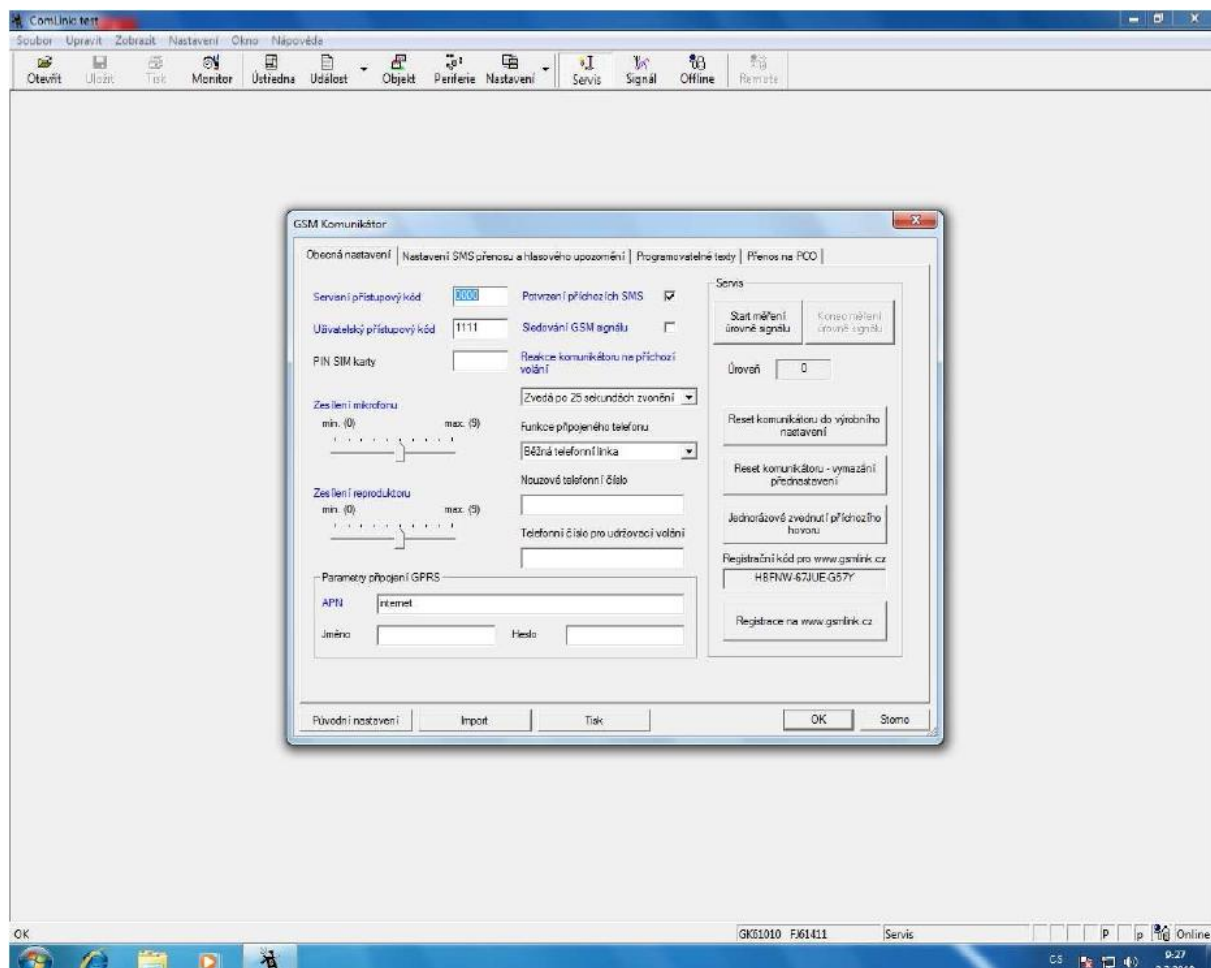 ComLink test
Soubor Upravit Zobrazit Nastavení Okno Nápověda
Otevřít Uložit Tisk Monitor Ústředna Událost Objekt Periferie Nastavení Servis Signál Offline Remote
GSM Komunikátor
Obecná nastavení Nastavení SMS přenosu a hlasového upozornění Programovatelné texty Přenos na PCO
Servisní přístupový kód 0000
Uživatelský přístupový kód 1111
PIN SIM karty
Zesílení mikrofonu
min. (0) max. (9)
Zesílení reproduktoru
min. (0) max. (9)
Potvrzení příchozích SMS
Sledování GSM signálu
Reakce komunikátoru na příchozí
volání
Zvedá po 25 sekundách zvonění
Funkce připojeného telefonu
Běžná telefonní linka
Nouzové telefonní číslo
Telefonní číslo pro udržovací volání
Parametry připojení GPRS
APN internet
Jméno Heslo
Servis
Start měření
úrovně signálu
Konec měření
úrovně signálu
Úroveň 0
Reset komunikátoru do výrobního
nastavení
Reset komunikátoru - vymazání
přednastavení
Jednorázové zvednutí příchozího
hovoru
Registrační kód pro www.gsmlink.cz
H8FNW-67JUE-G57Y
Registrace na www.gsmlink.cz
Původní nastavení Import Tisk OK Storno
OK GK61010 FJ61411 Servis P p Online
CS 9:27